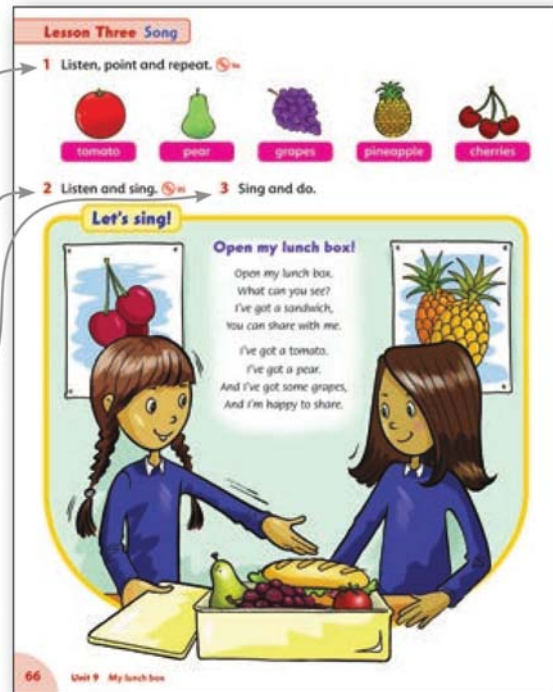 Lesson Three Song
1 Listen, point and repeat.
tomato pear grapes pineapple cherries
2 Listen and sing. 3 Sing and do.
Let's sing!
Open my lunch box!
Open my lunch box.
What can you see?
I've got a sandwich,
You can share with me.
I've got a tomato.
I've got a pear.
And I've got some grapes,
And I'm happy to share.
66 Unit 9 My lunch box